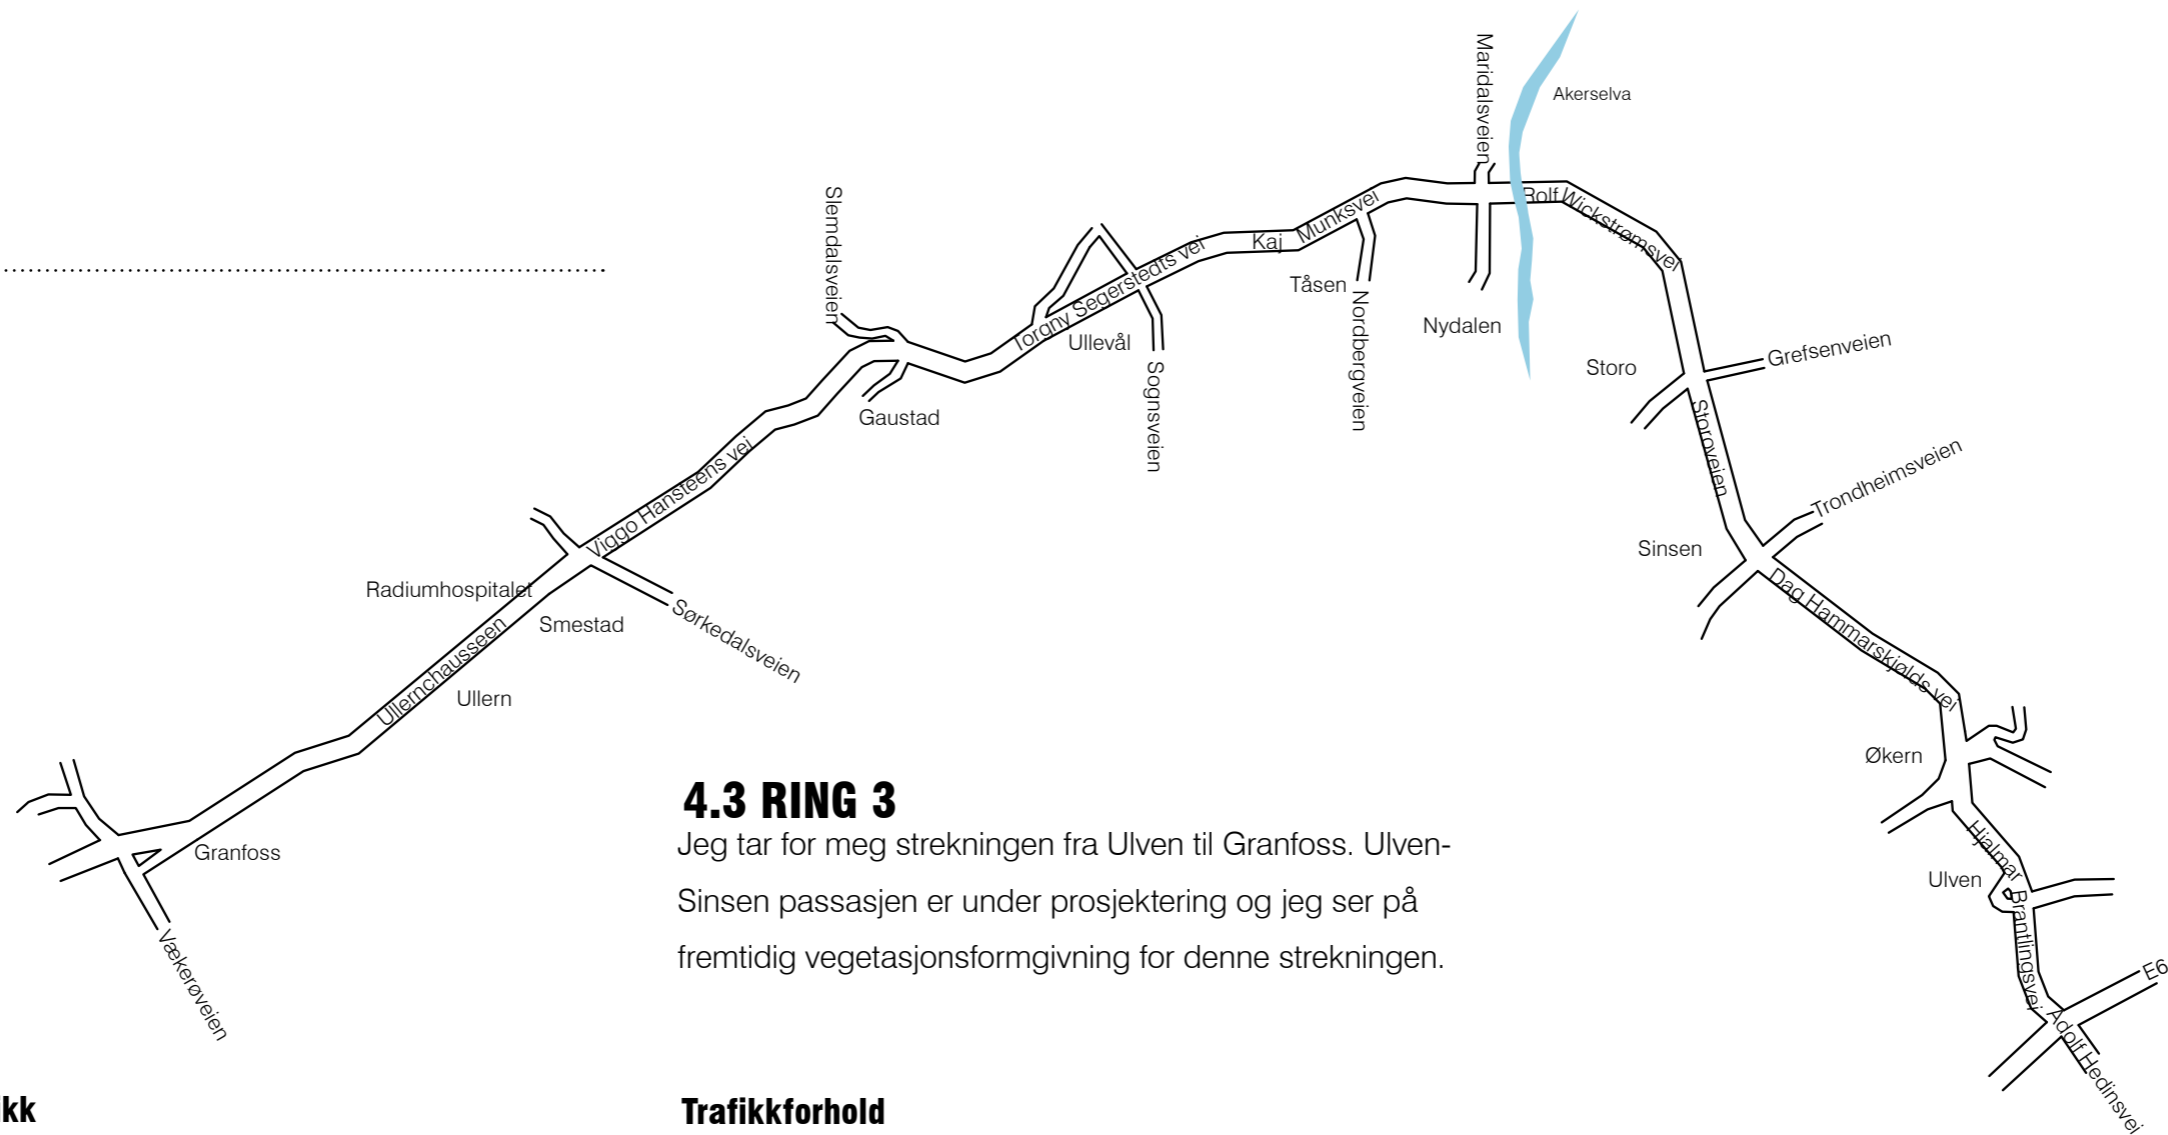 Maridalsveien
Akerselva
Slemdalsveien
Rolf Wickstrømsvei
Kaj Munksvei
Torgny Segerstedts vei
Tåsen
Nordbergveien
Nydalen
Ullevål
Sognsveien
Storo
Grefsenveien
Gaustad
Storoveien
Viggo Hansteens vei
Trondheimsveien
Sinsen
Radiumhospitalet
Smestad
Sørkedalsveien
Dag Hammarskjølds vei
Ullernchausseen
Ullern
Økern
Granfoss
Hjalmar Brantlingsvei
Ulven
Vækerøveien
E6
Adolf Hedinsvei
4.3 RING 3
Jeg tar for meg strekningen fra Ulven til Granfoss. Ulven-
Sinsen passasjen er under prosjektering og jeg ser på
fremtidig vegetasjonsformgivning for denne strekningen.
kk
Trafikkforhold